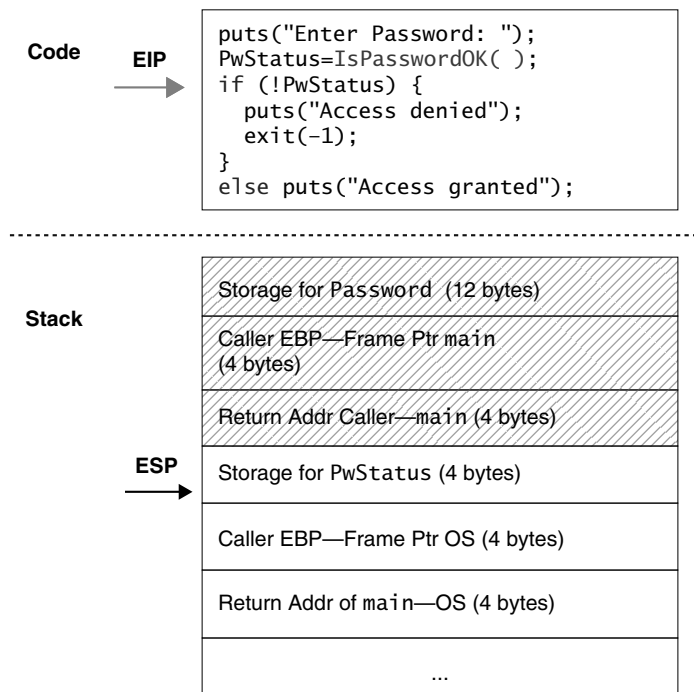 Code
EIP
puts("Enter Password: ");
PwStatus=IsPasswordOK( );
if (!PwStatus) {
puts("Access denied");
exit(–1);
}
else puts("Access granted");
Stack
Storage for Password (12 bytes)
Caller EBP—Frame Ptr main
(4 bytes)
Return Addr Caller—main (4 bytes)
ESP
Storage for PwStatus (4 bytes)
Caller EBP—Frame Ptr OS (4 bytes)
Return Addr of main—OS (4 bytes)
...